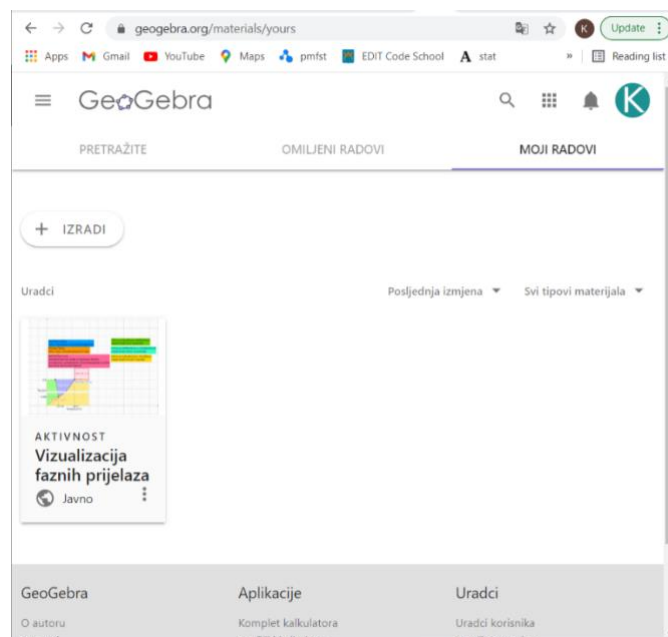 geogebra.org/materials/yours
K
Update
Apps Gmail YouTube Maps pmfst EDIT Code School A stat » Reading list
GeoGebra
K
PRETRAŽITE OMILJENI RADOVI MOJI RADOVI
+ IZRADI
Uradci Posljednja izmjena Svi tipovi materijala
AKTIVNOST
Vizualizacija
faznih prijelaza
Javno
GeoGebra Aplikacije Uradci
O autoru Komplet kalkulatora Uradci korisnika